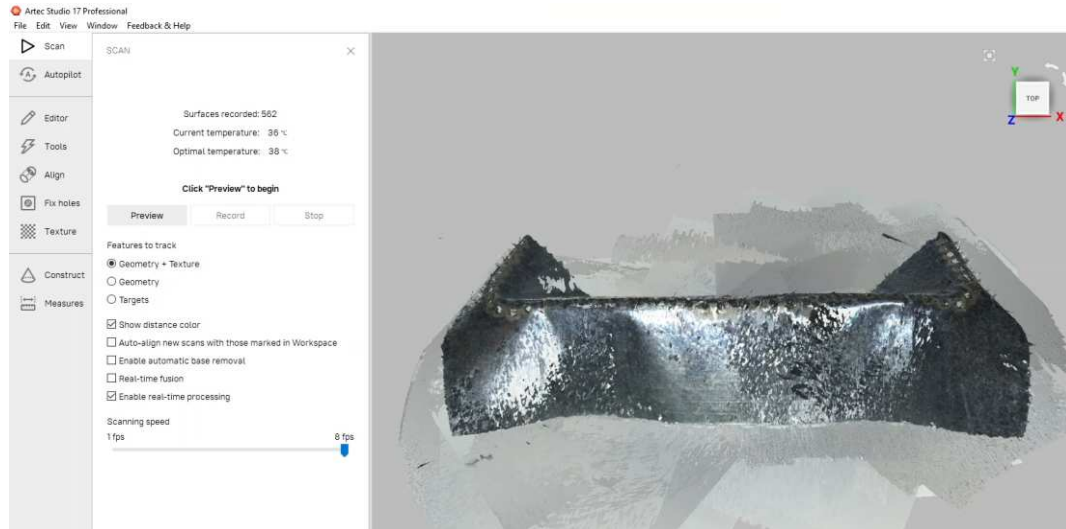 Artec Studio 17 Professional
File Edit View Window Feedback & Help
Scan
Autopilot
Editor
Tools
Align
Fix holes
Texture
Construct
Measures
SCAN
Surfaces recorded: 562
Current temperature: 36 °C
Optimal temperature: 38 °C
Click "Preview" to begin
Preview Record Stop
Features to track
Geometry + Texture
Geometry
Targets
Show distance color
Auto-align new scans with those marked in Workspace
Enable automatic base removal
Real-time fusion
Enable real-time processing
Scanning speed
1 fps 8 fps
Y
TOP
Z X